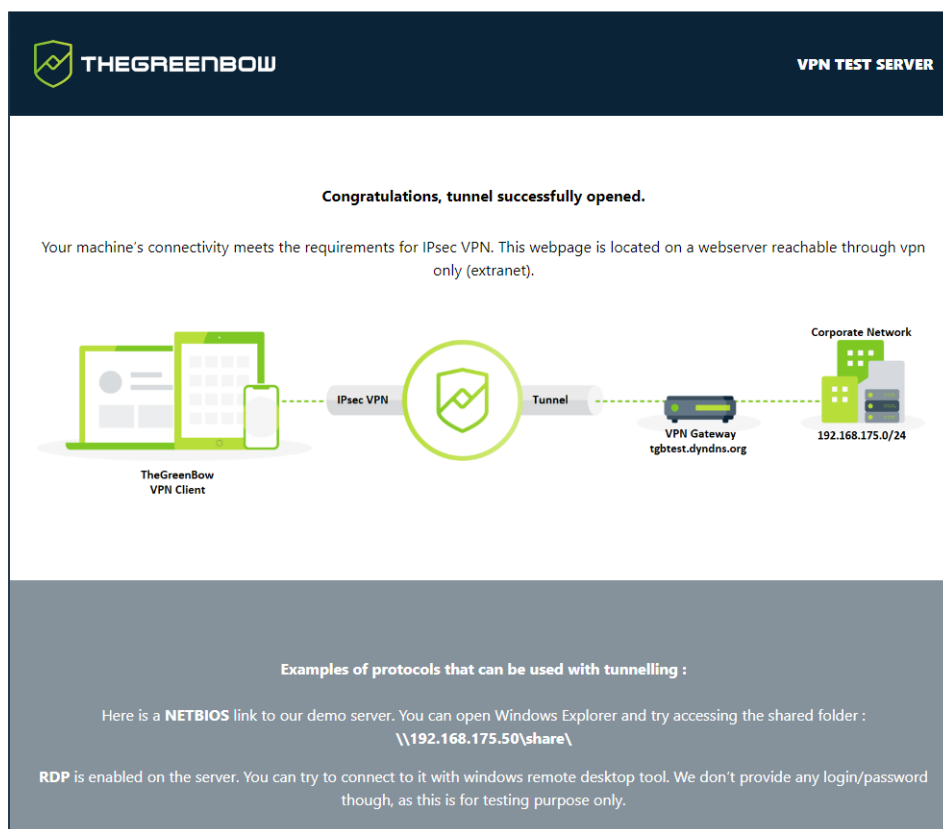 THEGREENBOW
VPN TEST SERVER
Congratulations, tunnel successfully opened.
Your machine's connectivity meets the requirements for IPsec VPN. This webpage is located on a webserver reachable through vpn
only (extranet).
Corporate Network
IPsec VPN
Tunnel
VPN Gateway
tgbtest.dyndns.org
192.168.175.0/24
TheGreenBow
VPN Client
Examples of protocols that can be used with tunnelling :
Here is a NETBIOS link to our demo server. You can open Windows Explorer and try accessing the shared folder :
\\192.168.175.50\share\
RDP is enabled on the server. You can try to connect to it with windows remote desktop tool. We don't provide any login/password
though, as this is for testing purpose only.